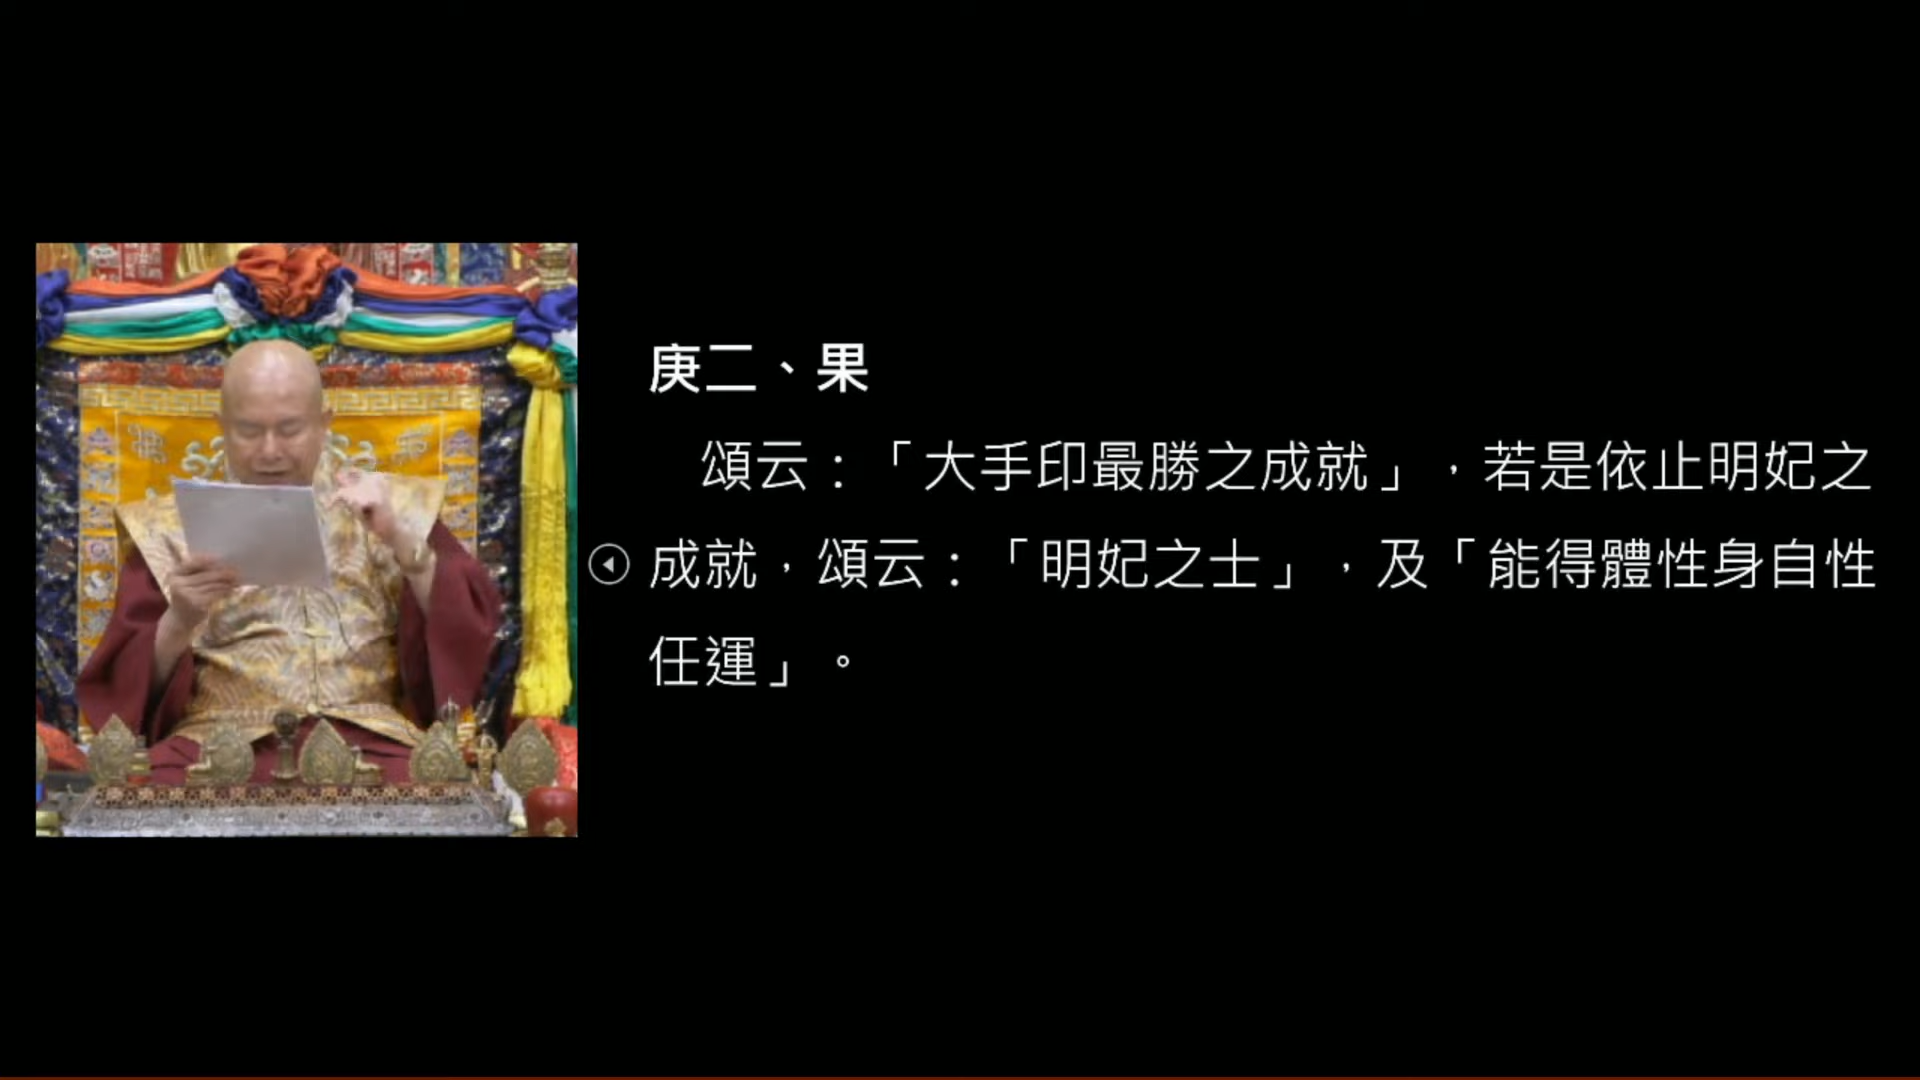 庚二、果
頌云：「大手印最勝之成就」，若是依止明妃之
成就，頌云：「明妃之士」，及「能得體性身自性
任運」。